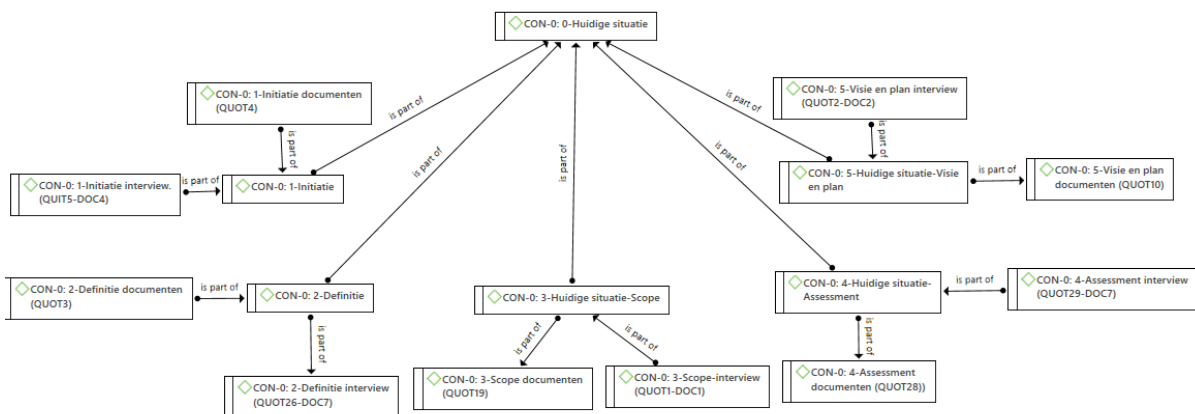 CON-0: 0-Huidige situatie
CON-0: 1-Initiatie documenten
(QUOT4)
CON-0: 5-Visie en plan interview
(QUOT2-DOC2)
is part of
is part of
is part of
is part of
CON-0: 1-Initiatie interview.
(QUIT5-DOC4)
is part of
CON-0: 1-Initiatie
is part of
is part of
is part of
CON-0: 5-Huidige situatie-Visie
en plan
is part of
CON-0: 5-Visie en plan
documenten (QUOT10)
CON-0: 2-Definitie documenten
(QUOT3)
is part of
CON-0: 2-Definitie
CON-0: 3-Huidige situatie-Scope
CON-0: 4-Huidige situatie-
Assessment
is part of
CON-0: 4-Assessment interview
(QUOT29-DOC7)
is part of
is part of
is part of
is part of
CON-0: 2-Definitie interview
(QUOT26-DOC7)
CON-0: 3-Scope documenten
(QUOT19)
CON-0: 3-Scope-interview
(QUOT1-DOC1)
CON-0: 4-Assessment
documenten (QUOT28))